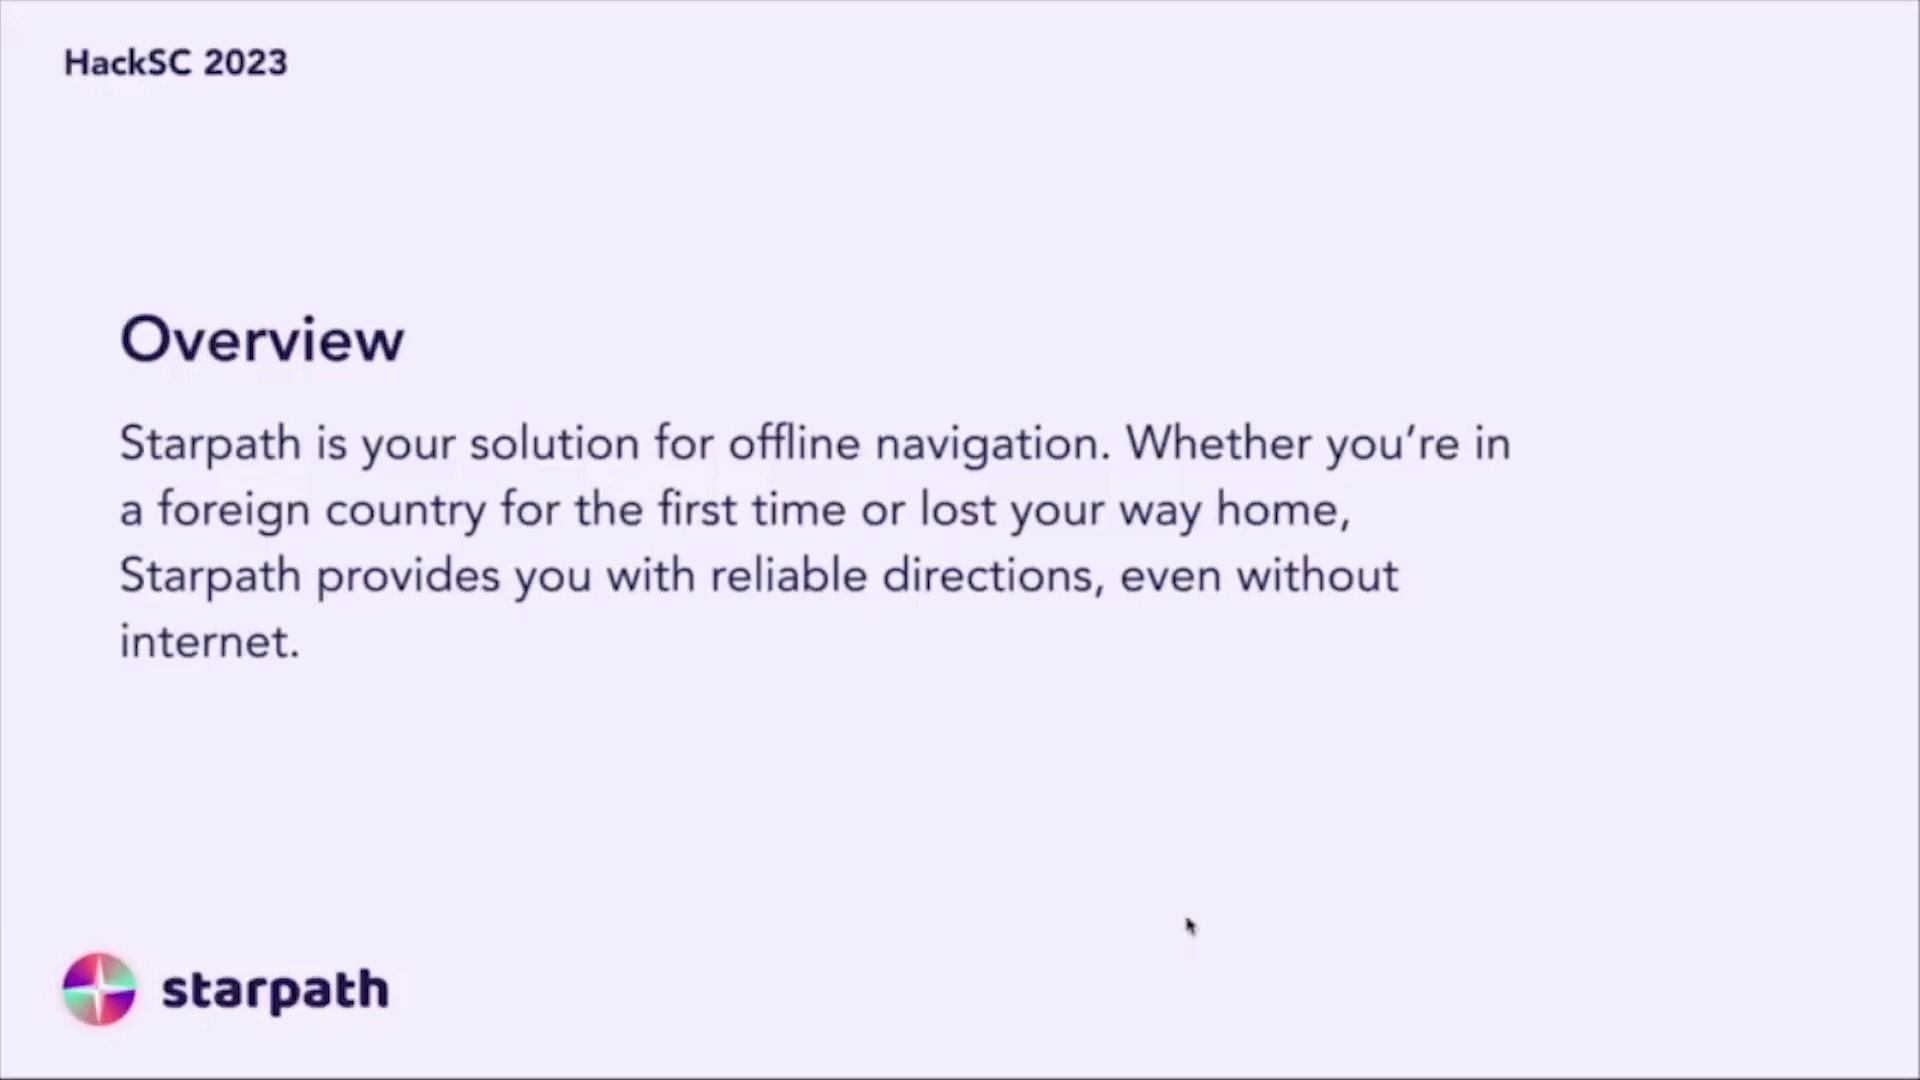 HackSC 2023
Overview
Starpath is your solution for offline navigation. Whether you’re in
a foreign country for the first time or lost your way home,
Starpath provides you with reliable directions, even without
internet.
starpath